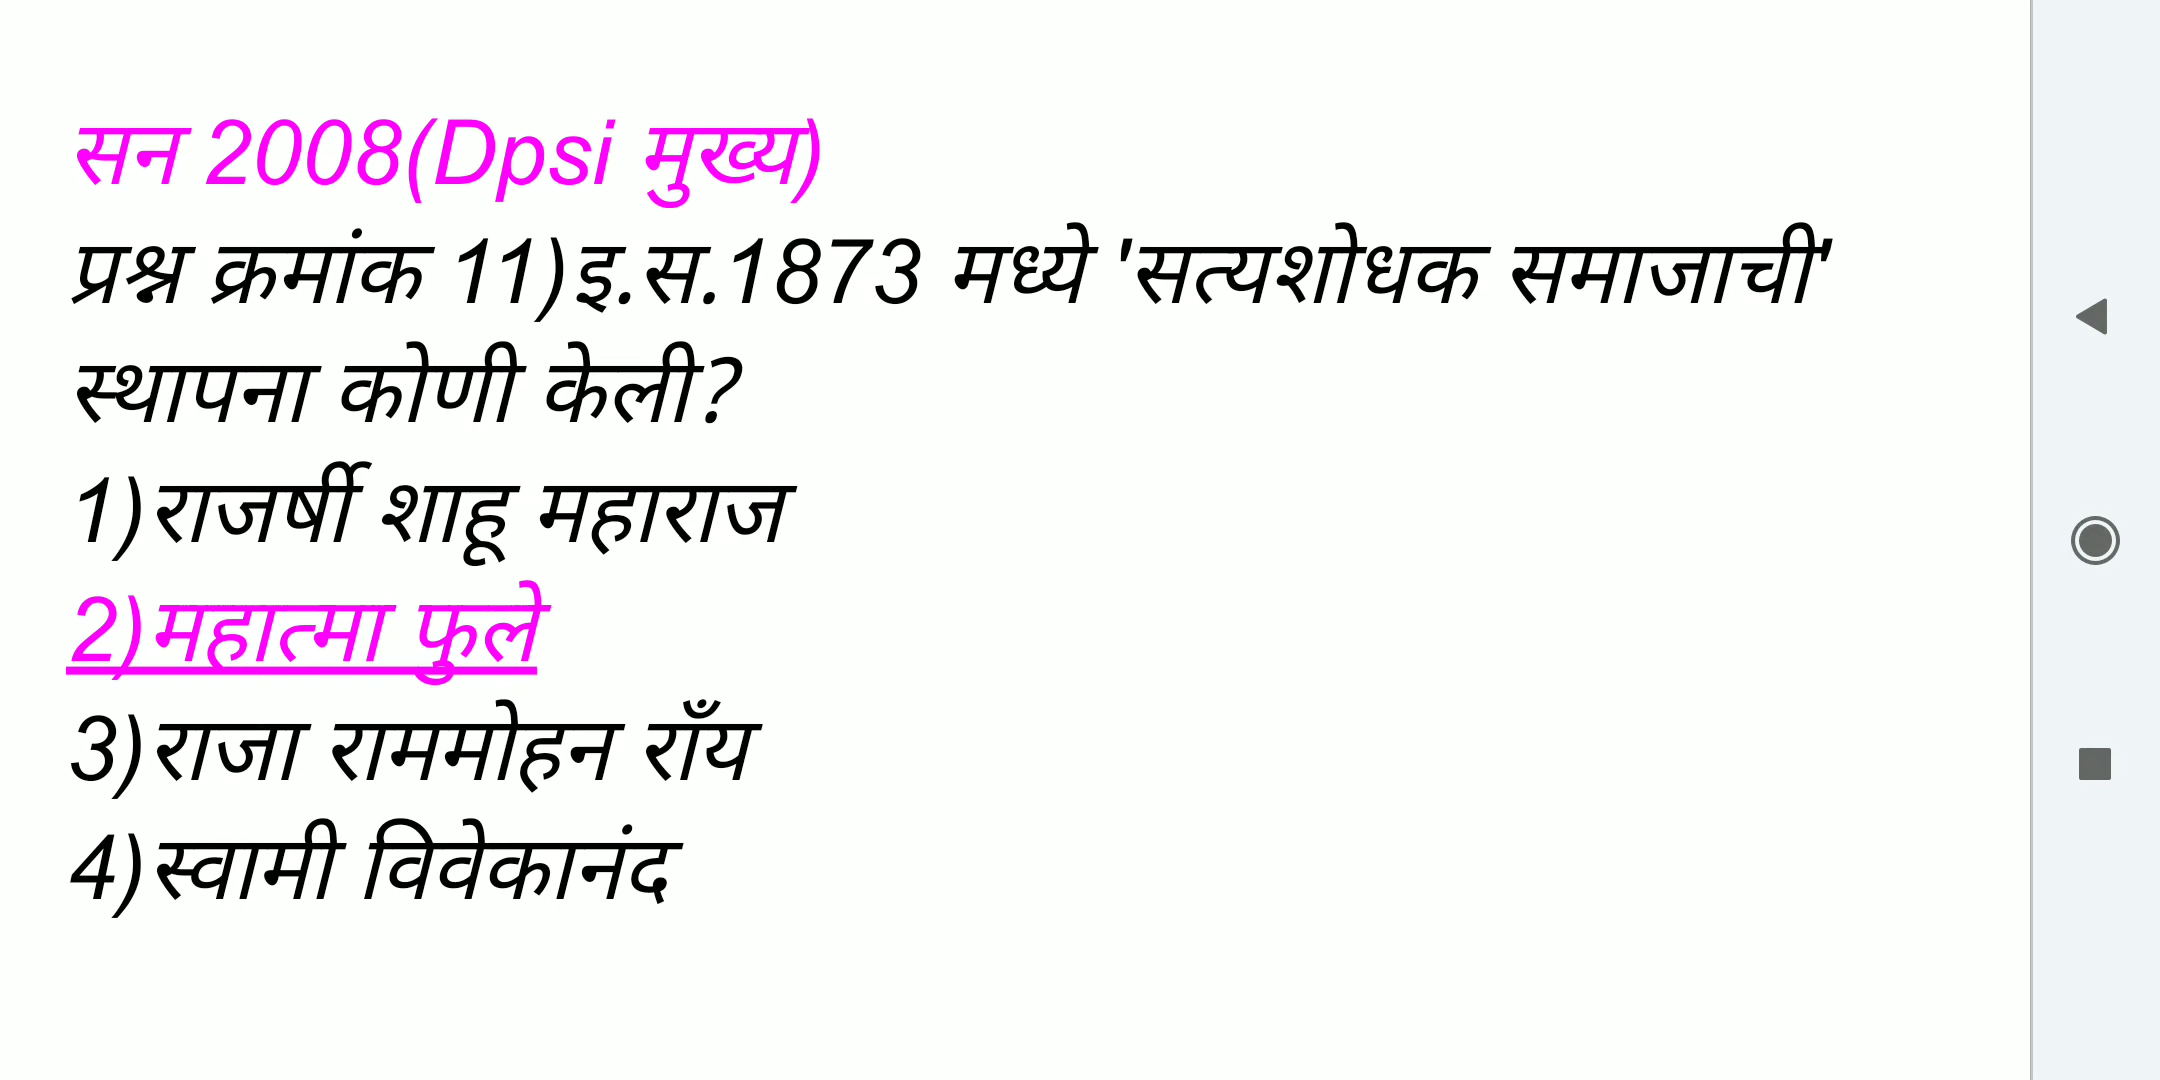 सन 2008(Dpsi मुख्य)
प्रश्न क्रमांक 11)इ.स.1873 मध्ये 'सत्यशोधक समाजाची'
स्थापना कोणी केली?
1)राजर्षी शाहू महाराज
2)महात्मा फुले
3)राजा राममोहन राँय
4)स्वामी विवेकानंद